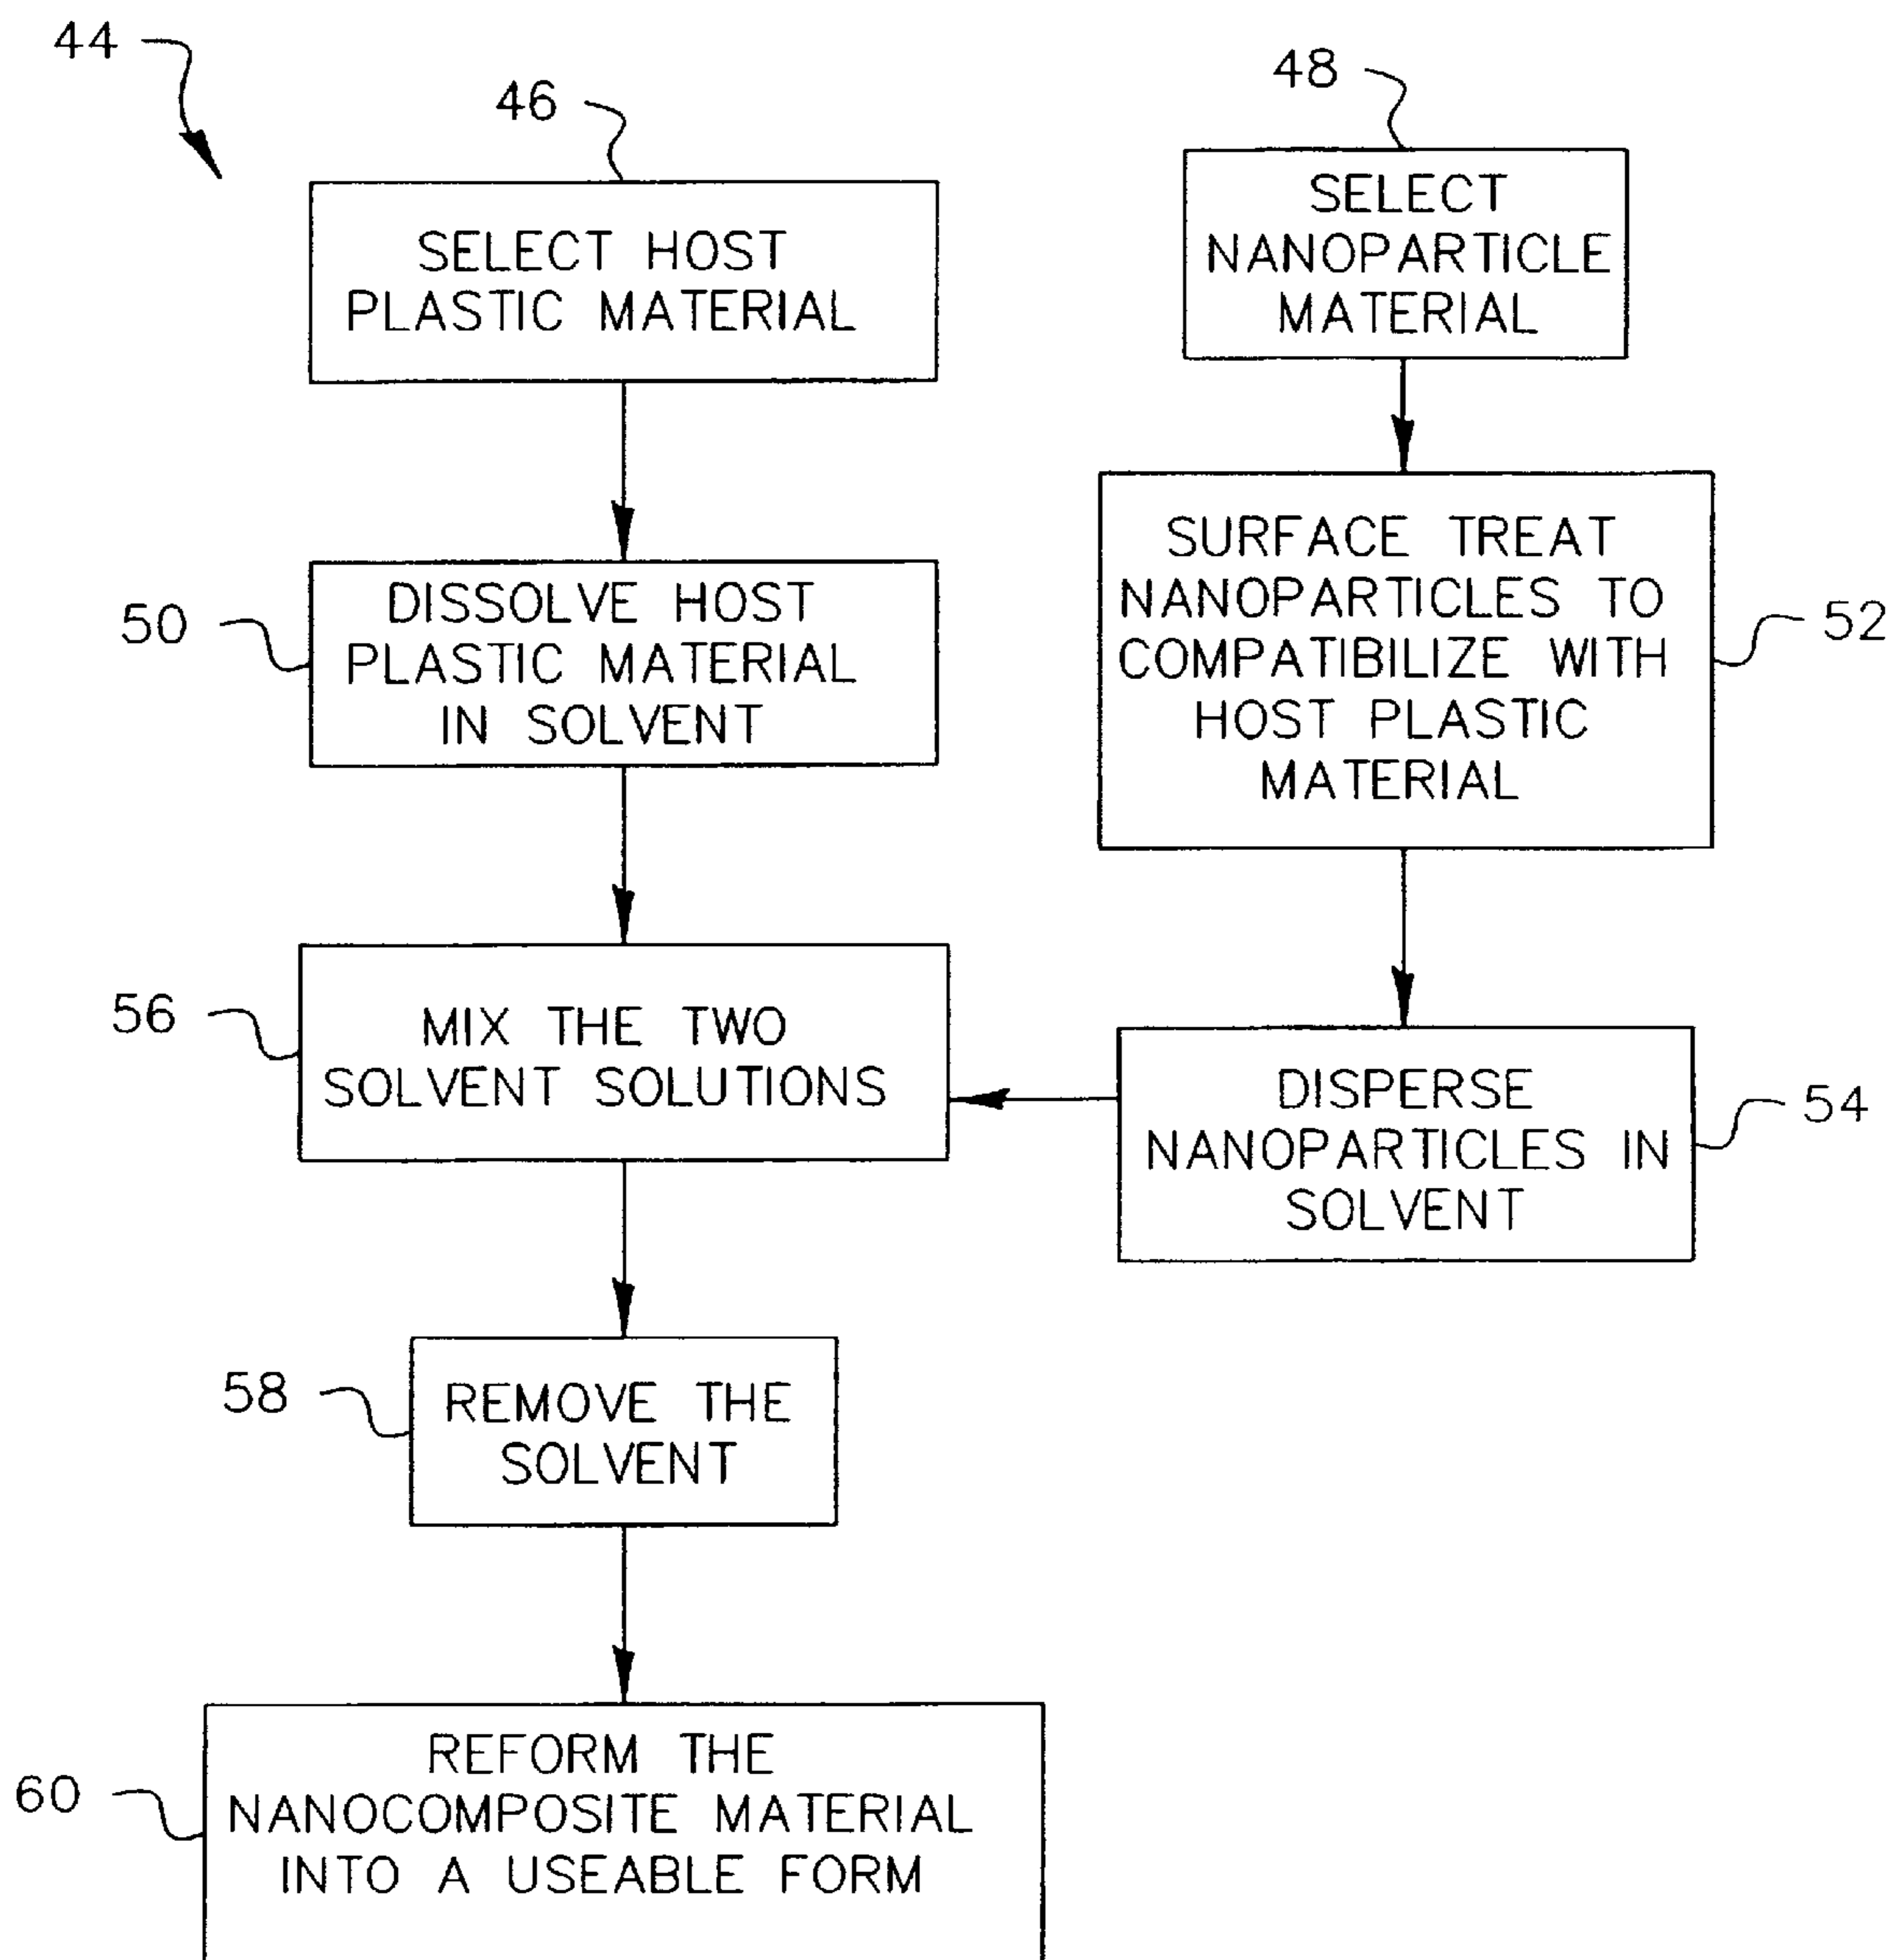 44
46
SELECT HOST
PLASTIC MATERIAL
48
SELECT
NANOPARTICLE
MATERIAL
50
DISSOLVE HOST
PLASTIC MATERIAL
IN SOLVENT
SURFACE TREAT
NANOPARTICLES TO
COMPATIBILIZE WITH
HOST PLASTIC
MATERIAL
52
56
MIX THE TWO
SOLVENT SOLUTIONS
DISPERSE
NANOPARTICLES IN
SOLVENT
54
58
REMOVE THE
SOLVENT
60
REFORM THE
NANOCOMPOSITE MATERIAL
INTO A USEABLE FORM